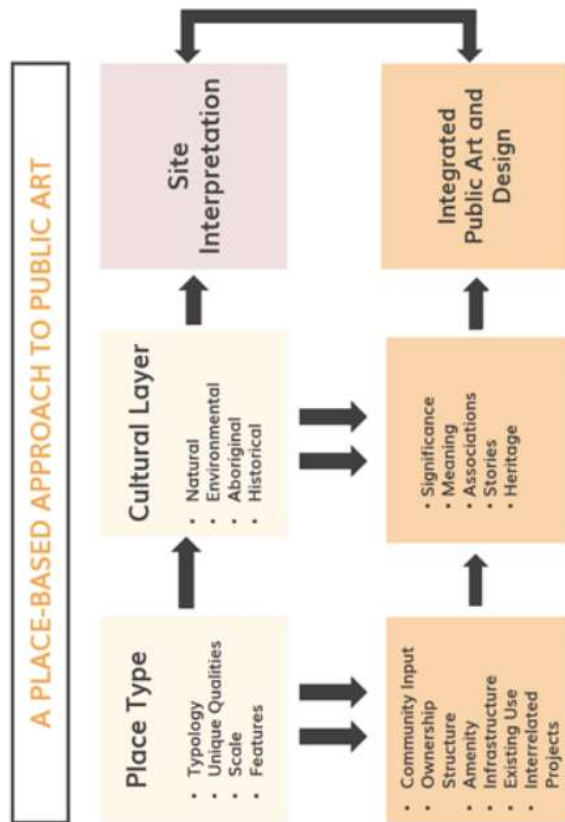 A PLACE-BASED APPROACH TO PUBLIC ART
Place Type
• Typology
• Unique Qualities
• Scale
• Features
Cultural Layer
• Natural
• Environmental
• Aboriginal
• Historical
Site
Interpretation
• Community Input
• Ownership
Structure
• Amenity
• Infrastructure
• Existing Use
• Interrelated
Projects
• Significance
• Meaning
• Associations
• Stories
• Heritage
Integrated
Public Art and
Design